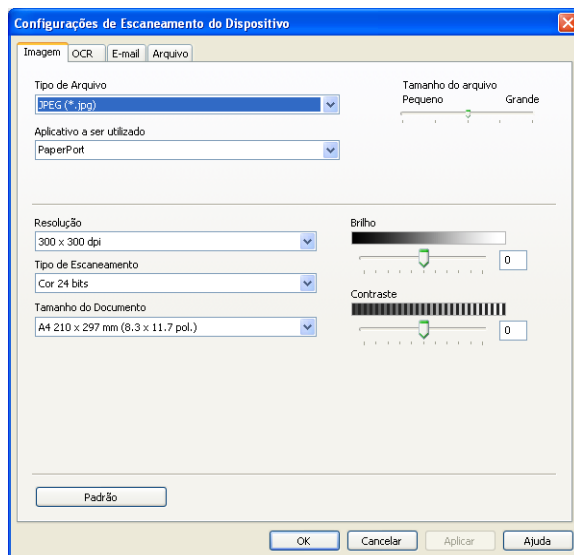 Configurações de Escaneamento do Dispositivo
Imagem OCR E-mail Arquivo
Tipo de Arquivo
JPEG (*.jpg)
Tamanho do arquivo
Pequeno Grande
Aplicativo a ser utilizado
PaperPort
Resolução
300 x 300 dpi
Tipo de Escaneamento
Cor 24 bits
Tamanho do Documento
A4 210 x 297 mm (8.3 x 11.7 pol.)
Brilho
0
Contraste
0
Padrão
OK Cancelar Aplicar Ajuda